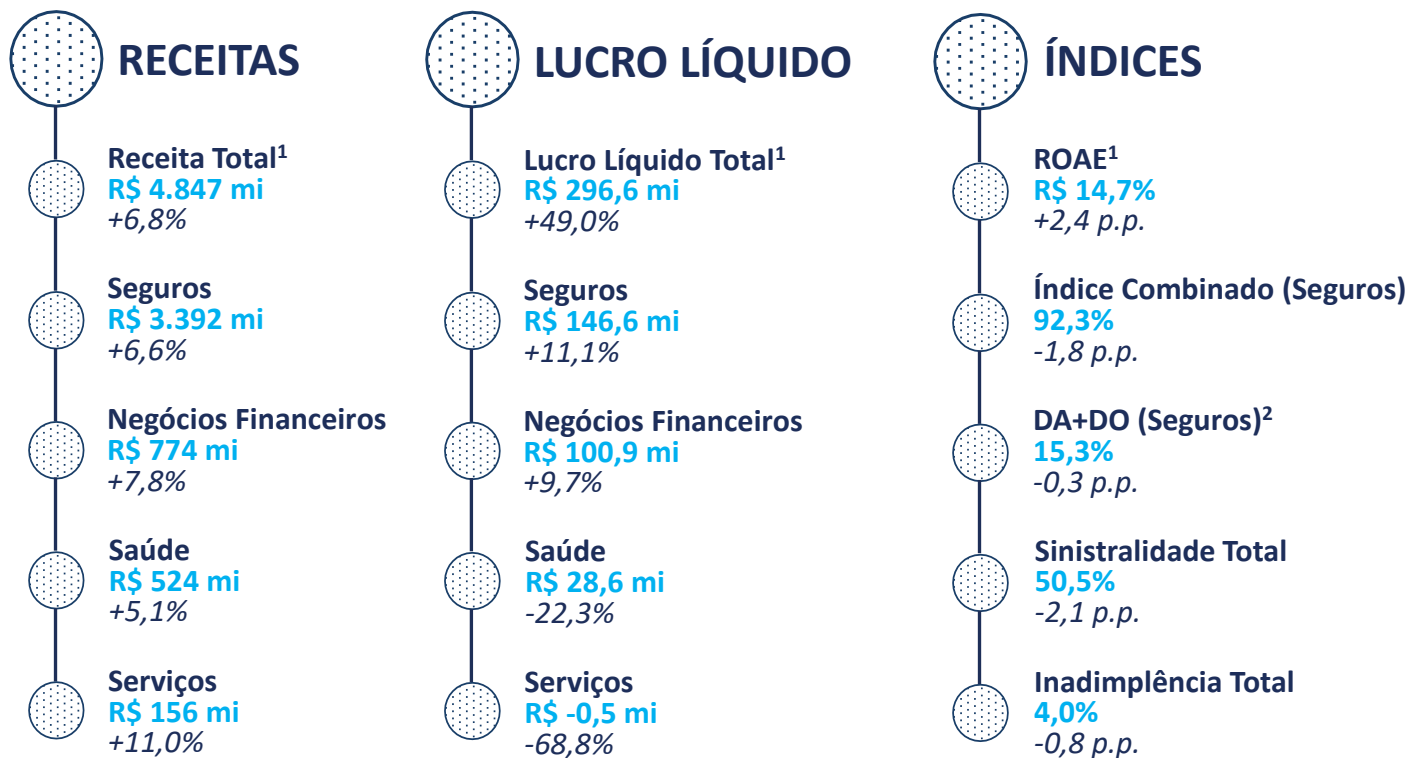 RECEITAS
Receita Total¹
R$ 4.847 mi
+6,8%
Seguros
R$ 3.392 mi
+6,6%
Negócios Financeiros
R$ 774 mi
+7,8%
Saúde
R$ 524 mi
+5,1%
Serviços
R$ 156 mi
+11,0%
LUCRO LÍQUIDO
Lucro Líquido Total¹
R$ 296,6 mi
+49,0%
Seguros
R$ 146,6 mi
+11,1%
Negócios Financeiros
R$ 100,9 mi
+9,7%
Saúde
R$ 28,6 mi
-22,3%
Serviços
R$ -0,5 mi
-68,8%
ÍNDICES
ROAE¹
R$ 14,7%
+2,4 p.p.
Índice Combinado (Seguros)
92,3%
-1,8 p.p.
DA+DO (Seguros)²
15,3%
-0,3 p.p.
Sinistralidade Total
50,5%
-2,1 p.p.
Inadimplência Total
4,0%
-0,8 p.p.